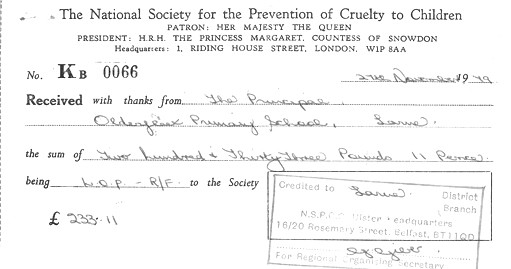 The National Society for the Prevention of Cruelty to Children
PATRON: HER MAJESTY THE QUEEN
PRESIDENT: H.R.H. THE PRINCESS MARGARET, COUNTESS OF SNOWDON
Headquarters: 1, RIDING HOUSE STREET, LONDON, W1P 8AA
No. KB 0066 November 1979
Received with thanks from The Principal,
Olderfleet Primary School, Larne.
the sum of Two Hundred & Thirty Three Pounds 11 Pence.
being R/F. to the Society
£ 233.11
Credited to Larne District
Branch
N.S.P.C.C. Ulster Headquarters
16/20 Rosemary Street, Belfast, BT1 1QD
For Regional Organizing Secretary